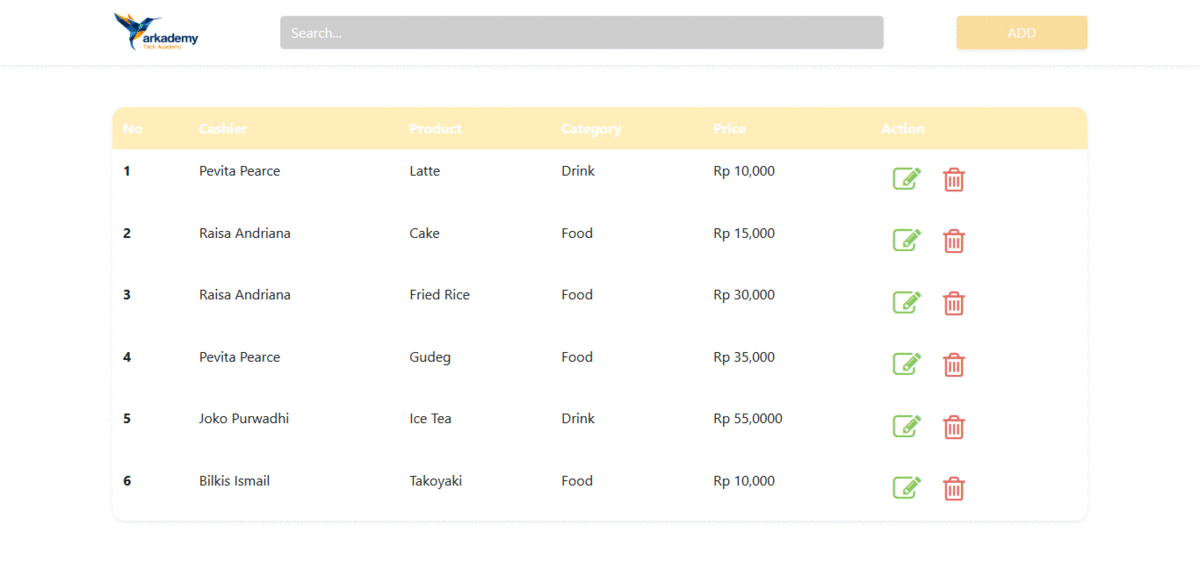 arkademy
Tech Academy
Search...
ADD
No Cashier Product Category Price Action
1 Pevita Pearce Latte Drink Rp 10,000
2 Raisa Andriana Cake Food Rp 15,000
3 Raisa Andriana Fried Rice Food Rp 30,000
4 Pevita Pearce Gudeg Food Rp 35,000
5 Joko Purwadhi Ice Tea Drink Rp 55,0000
6 Bilkis Ismail Takoyaki Food Rp 10,000